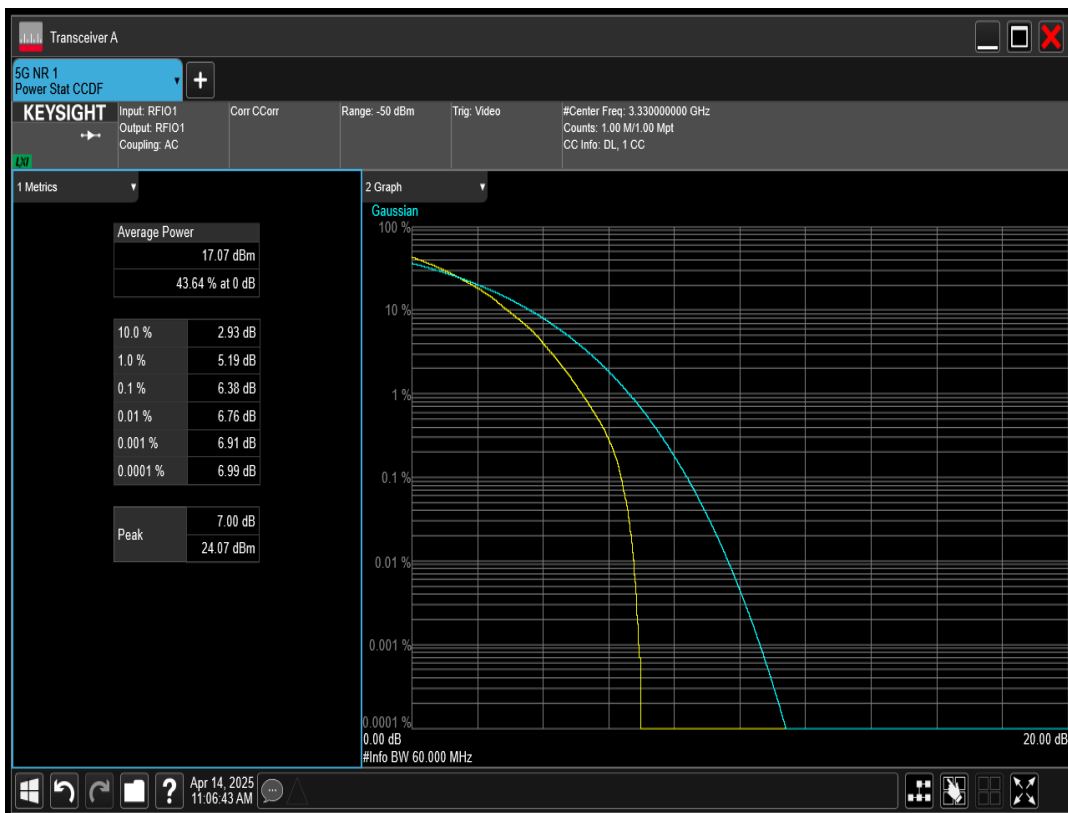 Transceiver A
5G NR 1
Power Stat CCDF
KEYSIGHT
LXI
Input: RFIO1
Output: RFIO1
Coupling: AC
Corr CCorr
Range: -50 dBm
Trig: Video
#Center Freq: 3.330000000 GHz
Counts: 1.00 M/1.00 Mpt
CC Info: DL, 1 CC
1 Metrics
Average Power
17.07 dBm
43.64 % at 0 dB
10.0 % 2.93 dB
1.0 % 5.19 dB
0.1 % 6.38 dB
0.01 % 6.76 dB
0.001 % 6.91 dB
0.0001 % 6.99 dB
Peak 7.00 dB
24.07 dBm
2 Graph
Gaussian
100 %
10 %
1 %
0.1 %
0.01 %
0.001 %
0.0001 %
0.00 dB 20.00 dB
#Info BW 60.000 MHz
?
Apr 14, 2025
11:06:43 AM